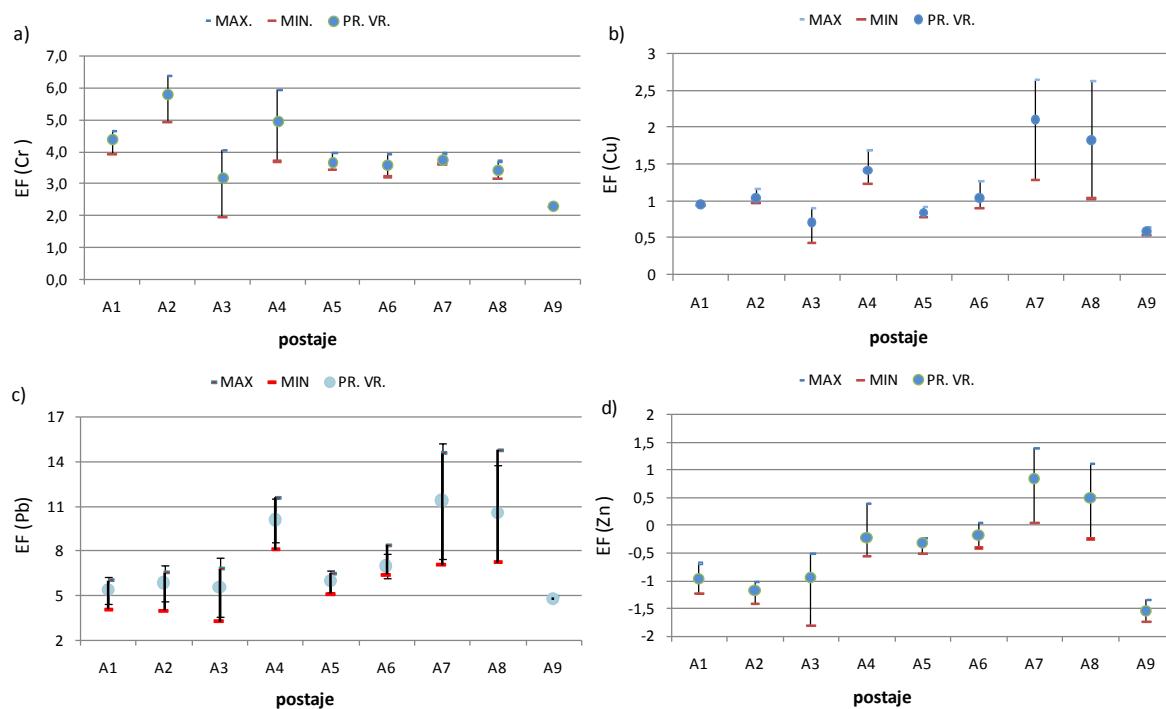 a)
MAX. MIN. PR. VR.
EF (Cr )
7,0
6,0
5,0
4,0
3,0
2,0
1,0
0,0
A1 A2 A3 A4 A5 A6 A7 A8 A9
postaje
b)
MAX MIN PR. VR.
EF (Cu)
3
2,5
2
1,5
1
0,5
0
A1 A2 A3 A4 A5 A6 A7 A8 A9
postaje
c)
MAX MIN PR. VR.
EF (Pb)
17
14
11
8
5
2
A1 A2 A3 A4 A5 A6 A7 A8 A9
postaje
d)
MAX MIN PR. VR.
EF (Zn)
2
1,5
1
0,5
0
-0,5
-1
-1,5
-2
A1 A2 A3 A4 A5 A6 A7 A8 A9
postaje